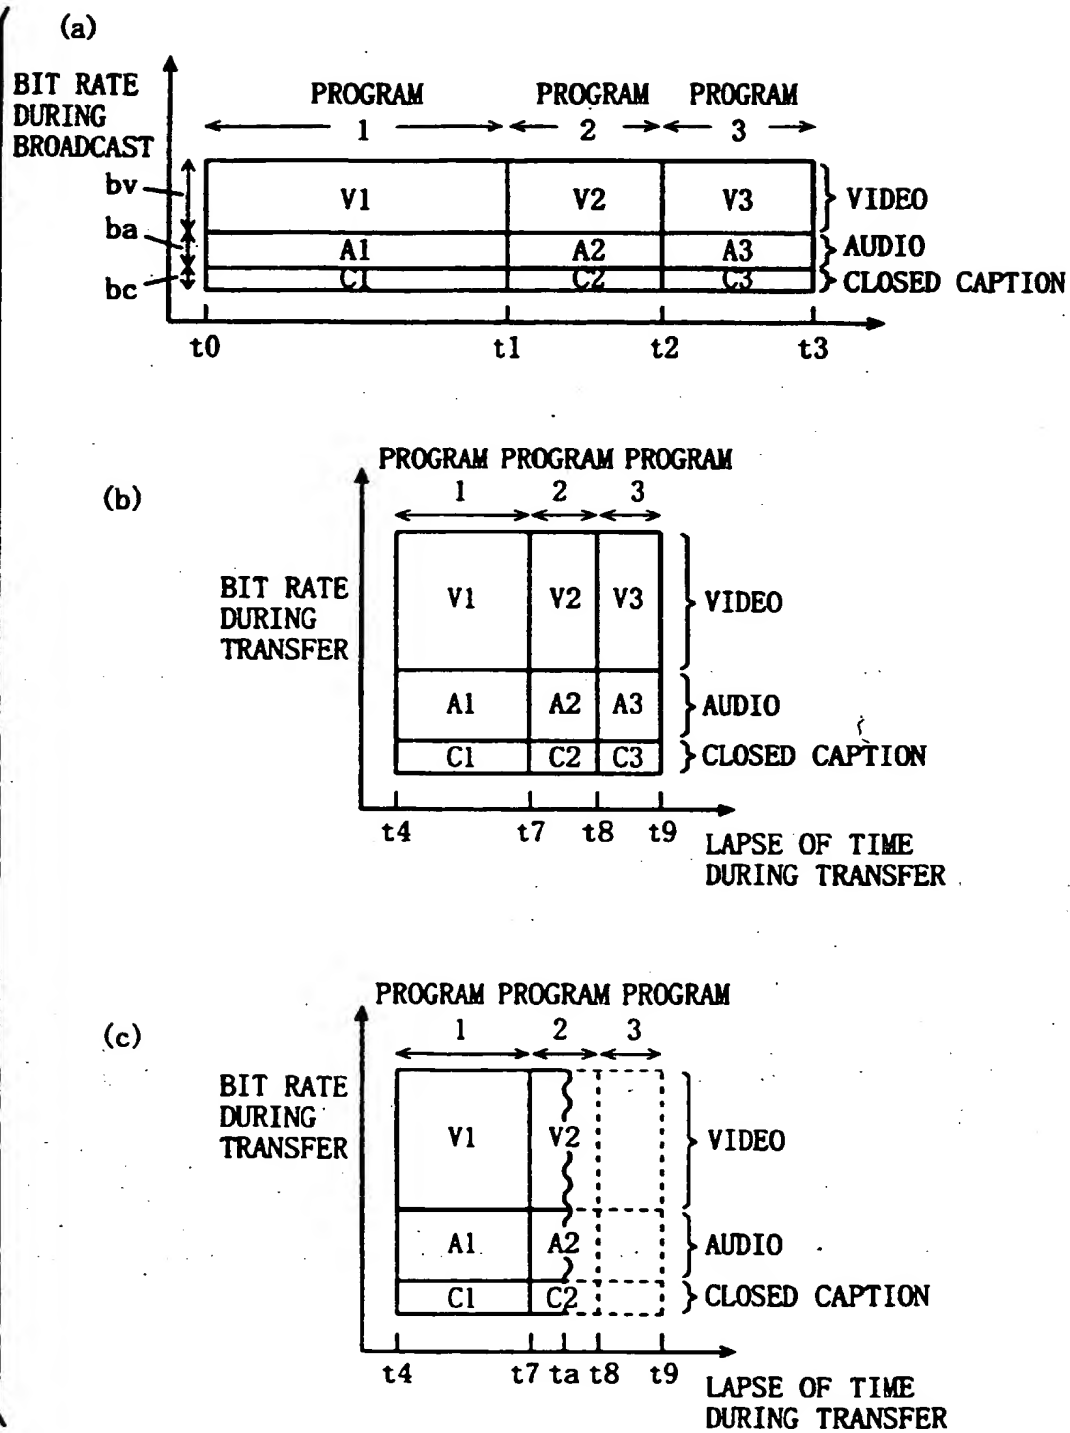 (a)
BIT RATE
DURING
BROADCAST
PROGRAM PROGRAM PROGRAM
1 2 3
bv
ba
bc
V1 V2 V3 VIDEO
A1 A2 A3 AUDIO
C1 C2 C3 CLOSED CAPTION
t0 t1 t2 t3
(b)
PROGRAM PROGRAM PROGRAM
1 2 3
BIT RATE
DURING
TRANSFER
V1 V2 V3 VIDEO
A1 A2 A3 AUDIO
C1 C2 C3 CLOSED CAPTION
t4 t7 t8 t9
LAPSE OF TIME
DURING TRANSFER
(c)
PROGRAM PROGRAM PROGRAM
1 2 3
BIT RATE
DURING
TRANSFER
V1 V2 VIDEO
A1 A2 AUDIO
C1 C2 CLOSED CAPTION
t4 t7 ta t8 t9
LAPSE OF TIME
DURING TRANSFER